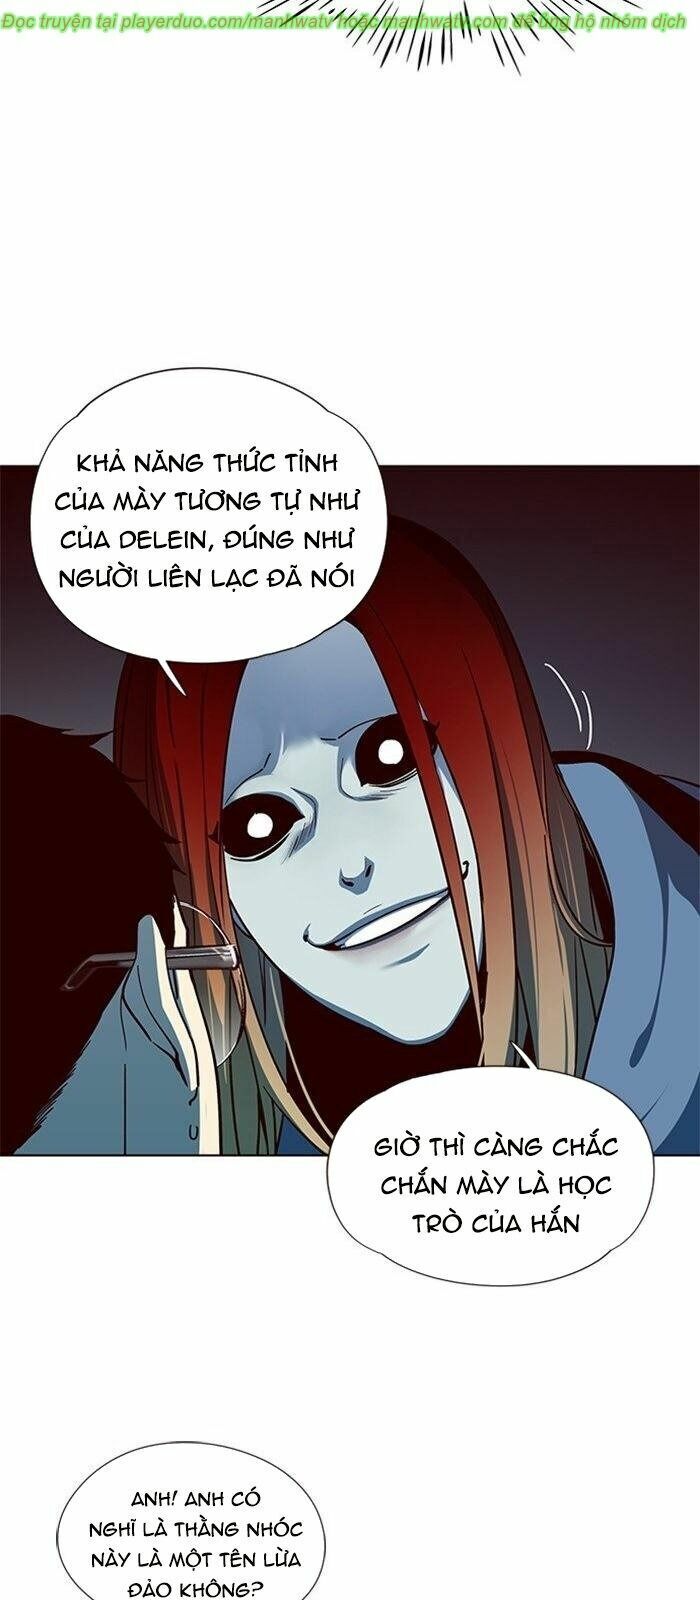 Đọc truyện tại playerduo.com/manhwatv hoặc manhwatv.com để ủng hộ nhóm dịch
KHẢ NĂNG THỨC TỈNH
CỦA MÀY TƯƠNG TỰ NHƯ
CỦA DELEIN, ĐÚNG NHƯ
NGƯỜI LIÊN LẠC ĐÃ NÓI
GIỜ THÌ CÀNG CHẮC
CHẮN MÀY LÀ HỌC
TRÒ CỦA HẮN
ANH! ANH CÓ
NGHĨ LÀ THẰNG NHÓC
NÀY LÀ MỘT TÊN LỪA
ĐẢO KHÔNG?